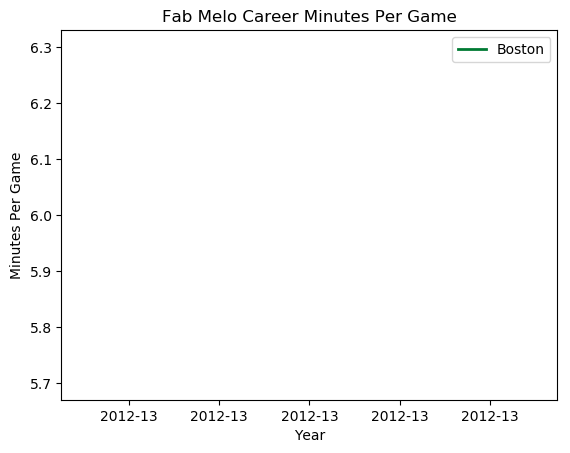 Fab Melo Career Minutes Per Game
Boston
6.3
6.2
6.1
6.0
5.9
5.8
5.7
Minutes Per Game
2012-13 2012-13 2012-13 2012-13 2012-13
Year